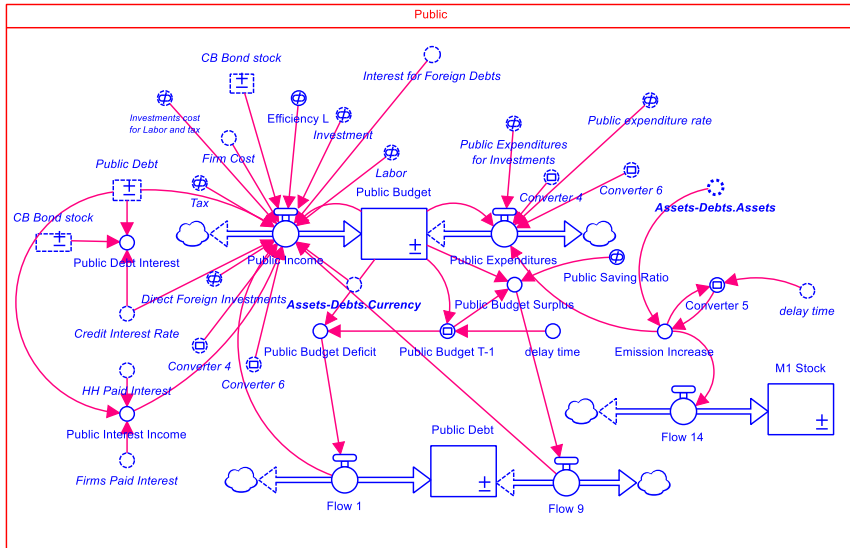 Public
CB Bond stock
Interest for Foreign Debts
Investments cost
for Labor and tax
Efficiency L
Investment
Public expenditure rate
Firm Cost
Public Expenditures
for Investments
Labor
Public Debt
Tax
Public Budget
Converter 4
Converter 6
Assets-Debts.Assets
CB Bond stock
Public Debt Interest
Public Income
Public Expenditures
Public Saving Ratio
Direct Foreign Investments
Assets-Debts.Currency
Public Budget Surplus
Converter 5
delay time
Credit Interest Rate
Public Budget Deficit
Public Budget T-1
delay time
Emission Increase
Converter 4
Converter 6
M1 Stock
HH Paid Interest
Public Interest Income
Flow 14
Public Debt
Firms Paid Interest
Flow 1
Flow 9